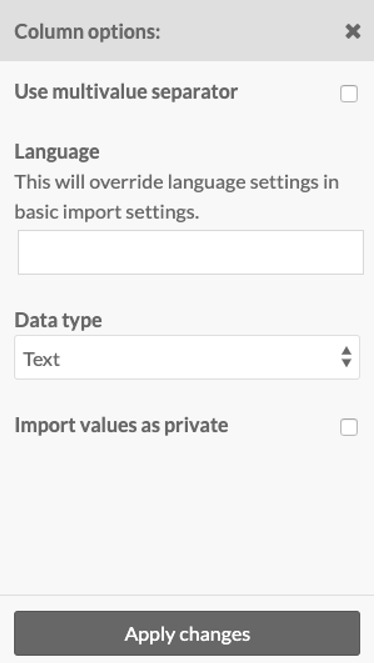 Column options:
Use multivalue separator
Language
This will override language settings in
basic import settings.
Data type
Text
Import values as private
Apply changes